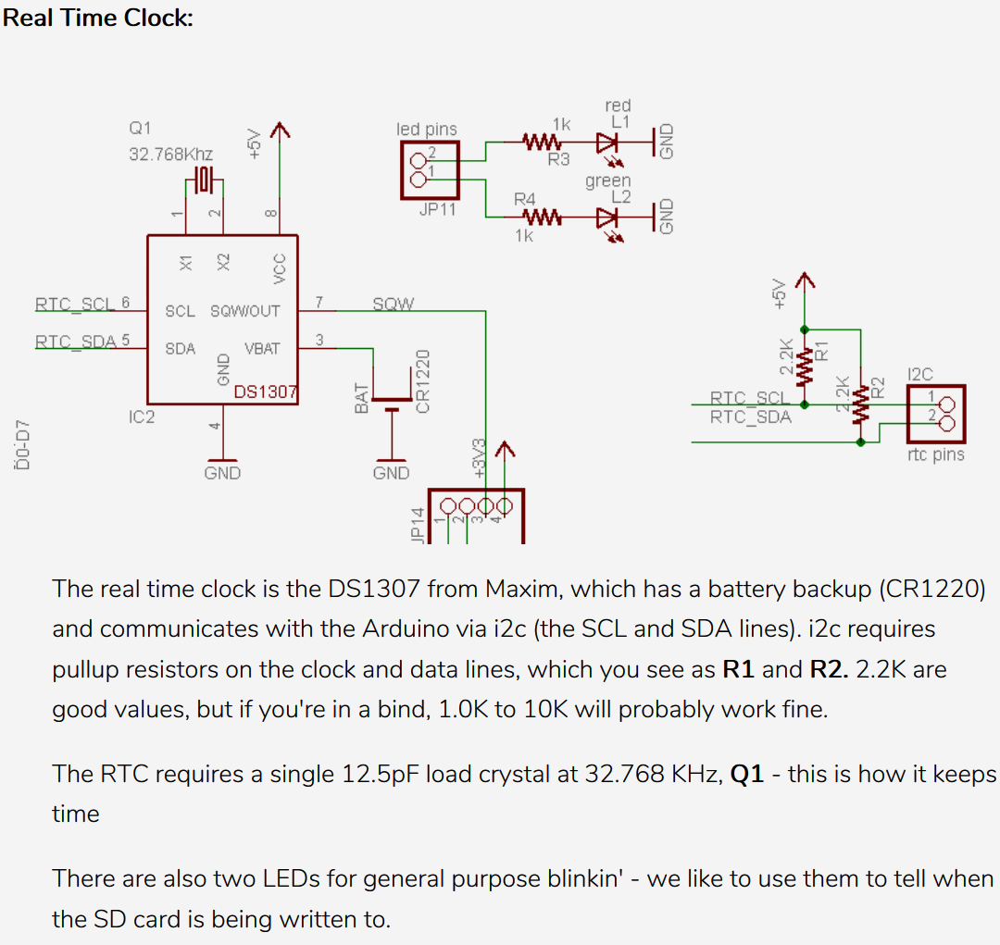 Real Time Clock:
Q1
32.768Khz
+5V
led pins
2
1
JP11
1k
R3
red
L1
GND
green
L2
R4
1k
GND
1
2
8
X1
X2
VCC
RTC_SCL 6
SCL
SQW/OUT
7
SQW
RTC_SDA 5
SDA
GND
VBAT
3
DS1307
IC2
4
GND
BAT
CR1220
GND
D0-D7
+3V3
JP14
1
2
3
4
+5V
2.2K
R1
2.2K
R2
RTC_SCL
RTC_SDA
I2C
1
2
rtc pins
The real time clock is the DS1307 from Maxim, which has a battery backup (CR1220)
and communicates with the Arduino via i2c (the SCL and SDA lines). i2c requires
pullup resistors on the clock and data lines, which you see as R1 and R2. 2.2K are
good values, but if you're in a bind, 1.0K to 10K will probably work fine.
The RTC requires a single 12.5pF load crystal at 32.768 KHz, Q1 - this is how it keeps
time
There are also two LEDs for general purpose blinkin' - we like to use them to tell when
the SD card is being written to.